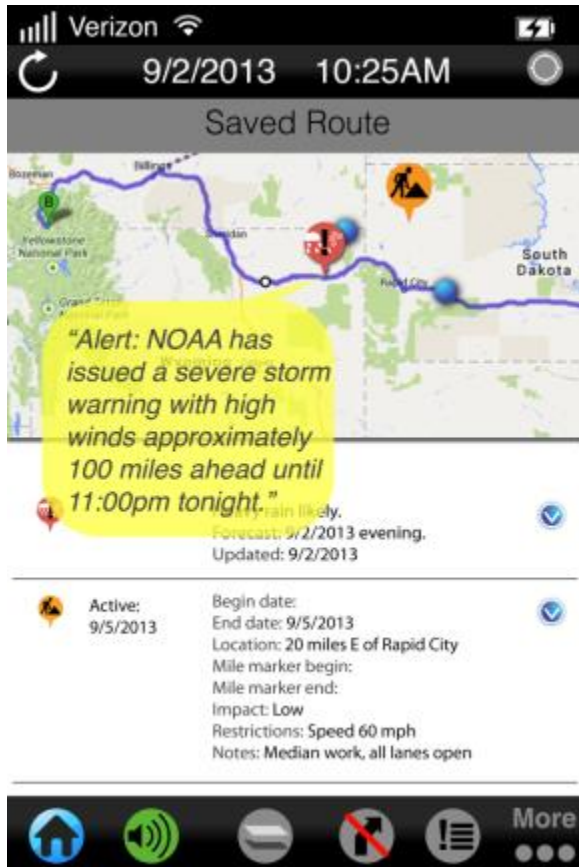 Verizon
9/2/2013 10:25AM
Saved Route
Bozeman
Billings
B
Yellowstone
National Park
Sheridan
Rapid City
South
Dakota
"Alert: NOAA has
issued a severe storm
warning with high
winds approximately
100 miles ahead until
11:00pm tonight."
rain likely.
Forecast: 9/2/2013 evening.
Updated: 9/2/2013
Active:
9/5/2013
Begin date:
End date: 9/5/2013
Location: 20 miles E of Rapid City
Mile marker begin:
Mile marker end:
Impact: Low
Restrictions: Speed 60 mph
Notes: Median work, all lanes open
More